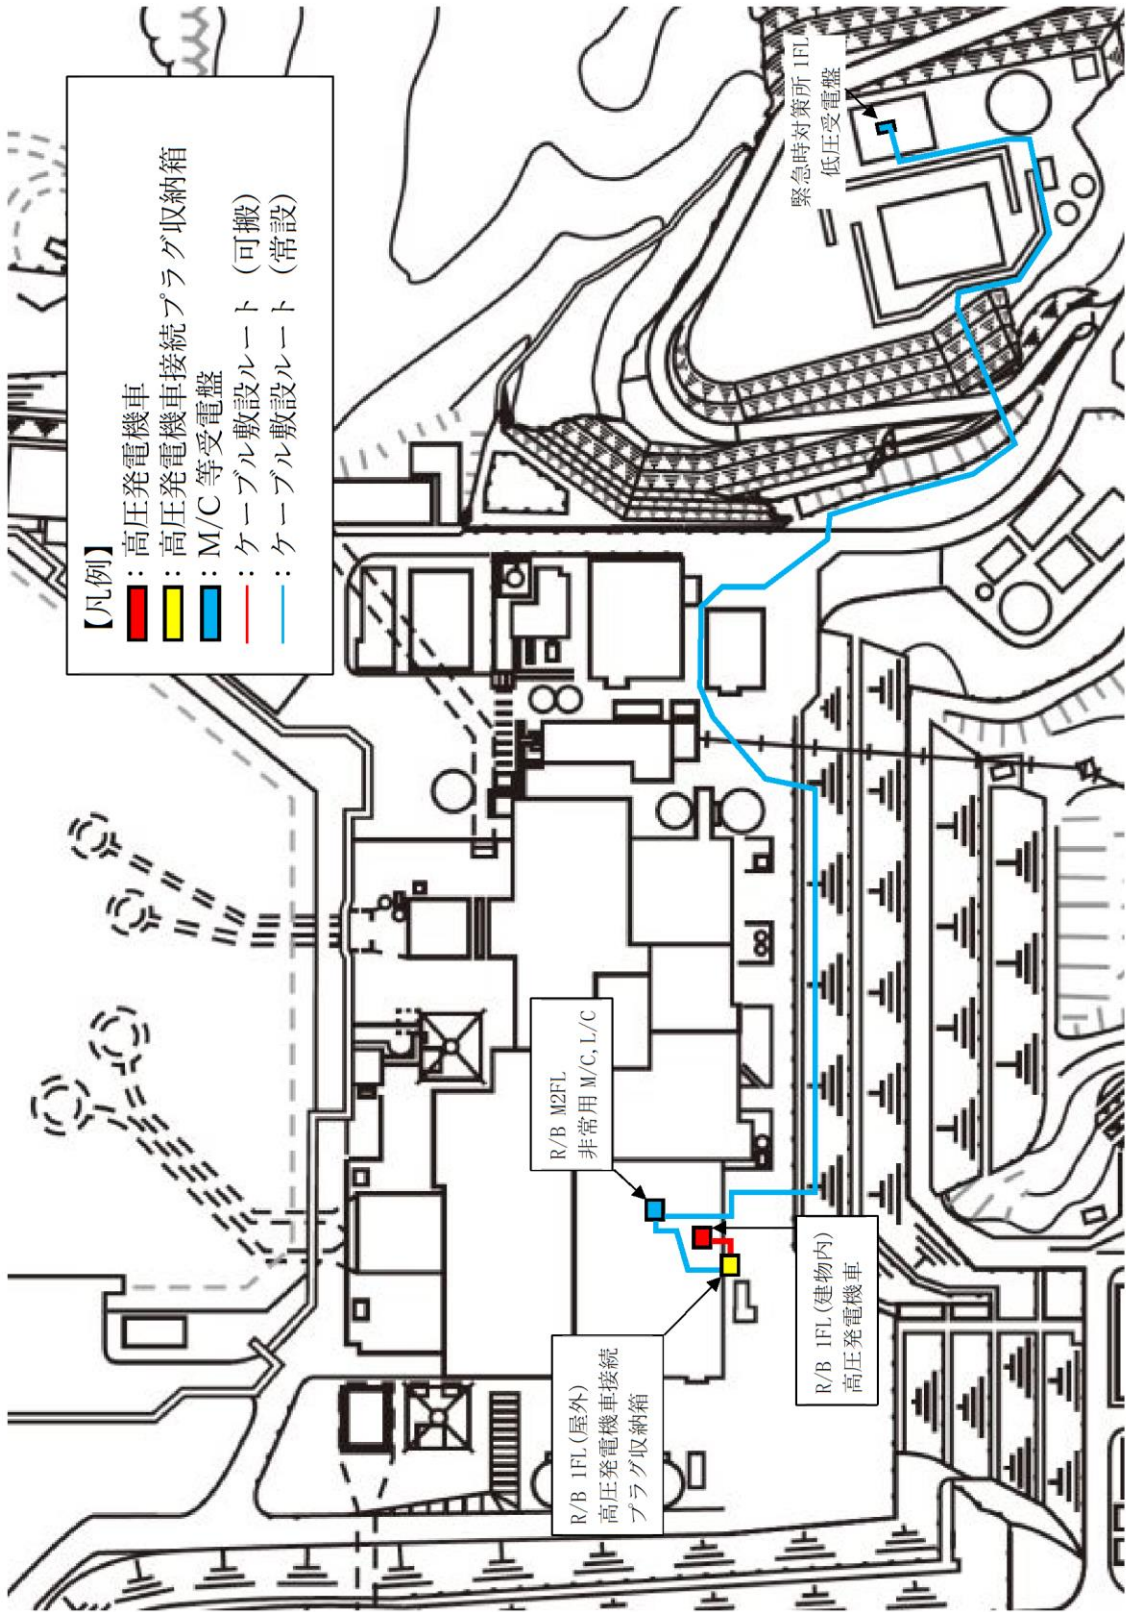 【凡例】
：高圧発電機車
：高圧発電機車接続プラグ収納箱
：M/C 等受電盤
：ケーブル敷設ルート（可搬）
：ケーブル敷設ルート（常設）
緊急時対策所 1FL
低圧受電盤
R/B M2FL
非常用 M/C, L/C
R/B 1FL(屋外)
高圧発電機車接続
プラグ収納箱
R/B 1FL(建物内)
高圧発電機車